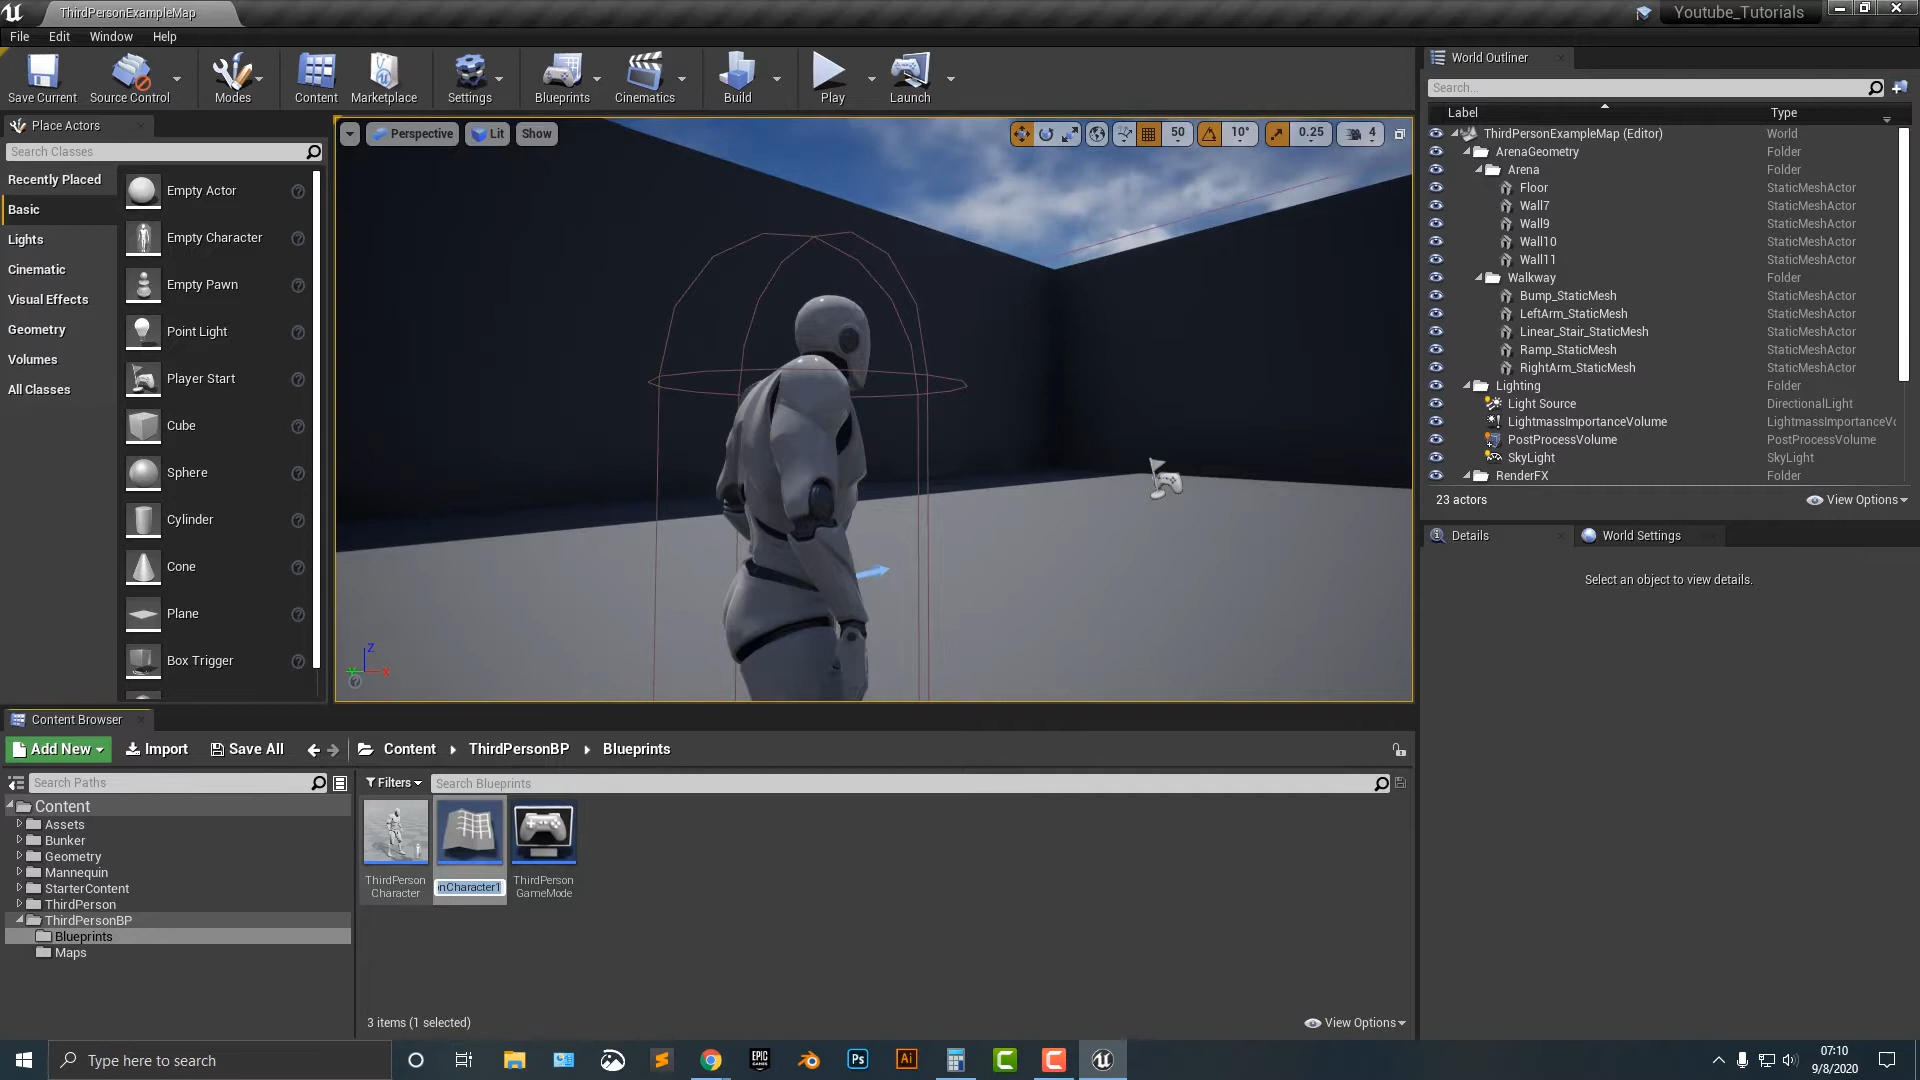 ThirdPersonExampleMap
Youtube_Tutorials
File Edit Window Help
Save Current
Source Control
Modes
Content
Marketplace
Settings
Blueprints
Cinematics
Build
Play
Launch
Place Actors
Search Classes
Recently Placed
Basic
Lights
Cinematic
Visual Effects
Geometry
Volumes
All Classes
Empty Actor
Empty Character
Empty Pawn
Point Light
Player Start
Cube
Sphere
Cylinder
Cone
Plane
Box Trigger
Perspective Lit Show
50 10° 0.25 4
Z
X
World Outliner
Search...
Label Type
ThirdPersonExampleMap (Editor) World
ArenaGeometry Folder
Arena Folder
Floor StaticMeshActor
Wall7 StaticMeshActor
Wall9 StaticMeshActor
Wall10 StaticMeshActor
Wall11 StaticMeshActor
Walkway Folder
Bump_StaticMesh StaticMeshActor
LeftArm_StaticMesh StaticMeshActor
Linear_Stair_StaticMesh StaticMeshActor
Ramp_StaticMesh StaticMeshActor
RightArm_StaticMesh StaticMeshActor
Lighting Folder
Light Source DirectionalLight
LightmassImportanceVolume LightmassImportanceVo
PostProcessVolume PostProcessVolume
SkyLight SkyLight
RenderFX Folder
23 actors View Options
Details World Settings
Select an object to view details.
Content Browser
Add New Import Save All Content ThirdPersonBP Blueprints
Search Paths
Filters Search Blueprints
Content
Assets
Bunker
Geometry
Mannequin
StarterContent
ThirdPerson
ThirdPersonBP
Blueprints
Maps
ThirdPerson
Character
nCharacter1
ThirdPerson
GameMode
3 items (1 selected) View Options
Type here to search
EPIC
GAMES
Ps
Ai
07:10
9/8/2020